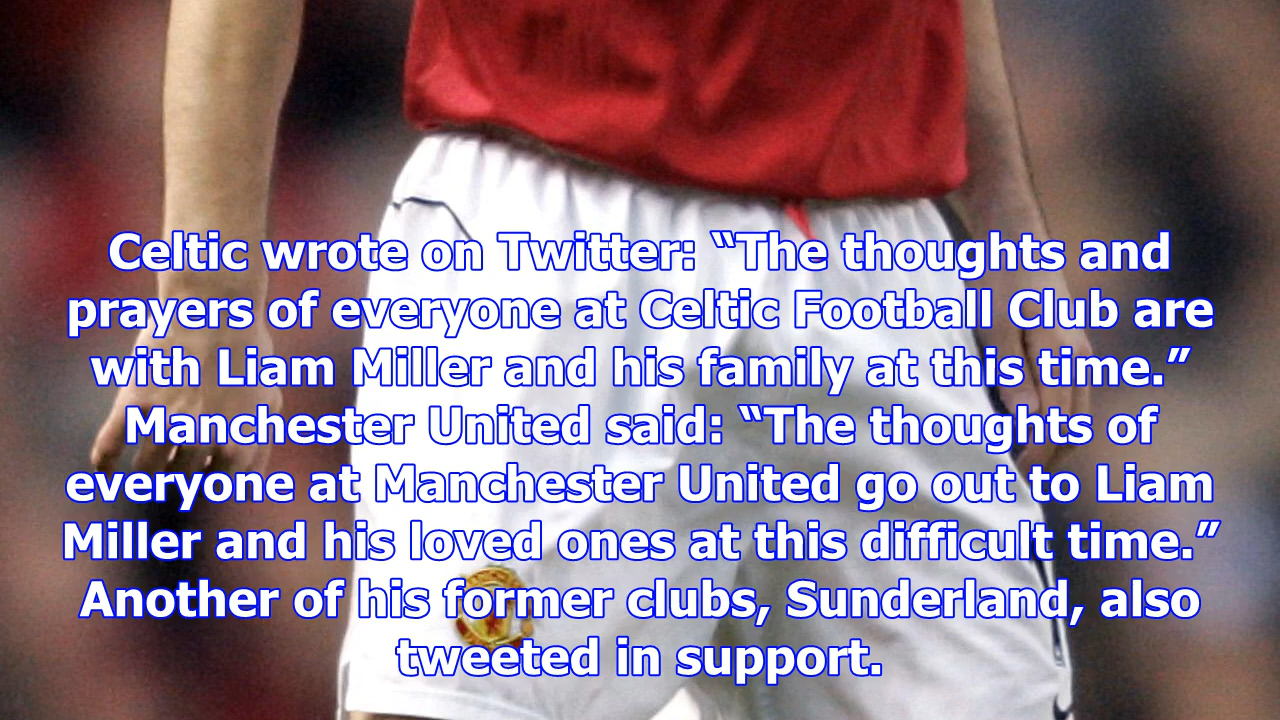 Celtic wrote on Twitter: “The thoughts and
prayers of everyone at Celtic Football Club are
with Liam Miller and his family at this time.”
Manchester United said: “The thoughts of
everyone at Manchester United go out to Liam
Miller and his loved ones at this difficult time.”
Another of his former clubs, Sunderland, also
tweeted in support.